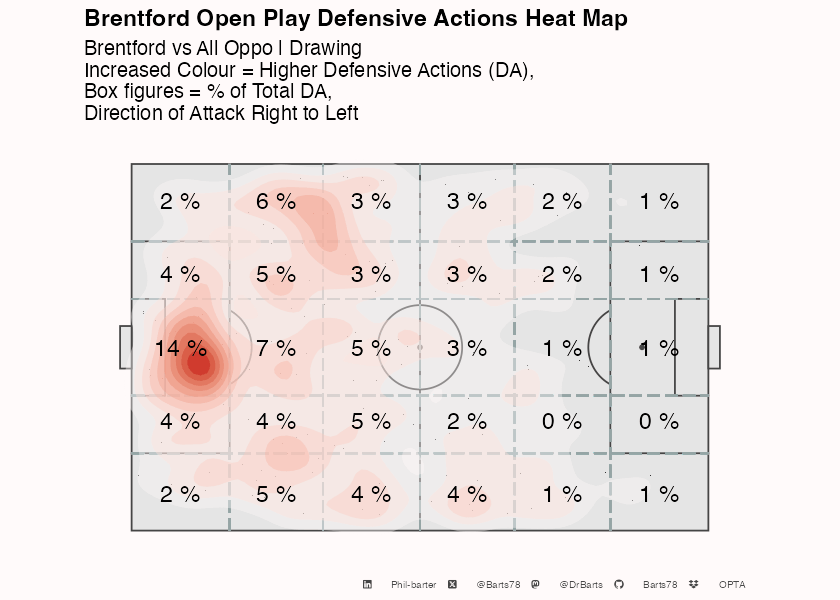 Brentford Open Play Defensive Actions Heat Map
Brentford vs All Oppo | Drawing
Increased Colour = Higher Defensive Actions (DA),
Box figures = % of Total DA,
Direction of Attack Right to Left
2 % 6 % 3 % 3 % 2 % 1 %
4 % 5 % 3 % 3 % 2 % 1 %
14 % 7 % 5 % 3 % 1 % 1 %
4 % 4 % 5 % 2 % 0 % 0 %
2 % 5 % 4 % 4 % 1 % 1 %
Phil-barter @Barts78 @DrBarts Barts78 OPTA